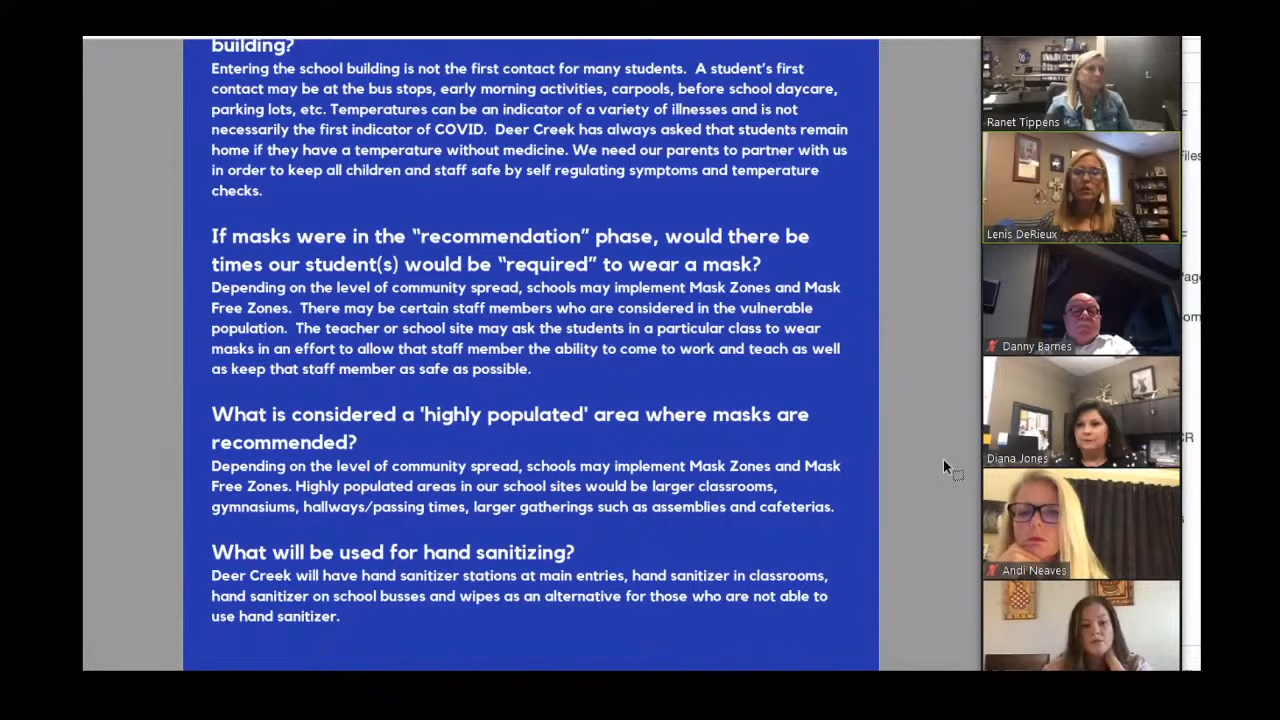 building?
Entering the school building is not the first contact for many students. A student's first
contact may be at the bus stops, early morning activities, carpools, before school daycare,
parking lots, etc. Temperatures can be an indicator of a variety of illnesses and is not
necessarily the first indicator of COVID. Deer Creek has always asked that students remain
home if they have a temperature without medicine. We need our parents to partner with us
in order to keep all children and staff safe by self regulating symptoms and temperature
checks.
If masks were in the "recommendation" phase, would there be
times our student(s) would be "required" to wear a mask?
Depending on the level of community spread, schools may implement Mask Zones and Mask
Free Zones. There may be certain staff members who are considered in the vulnerable
population. The teacher or school site may ask the students in a particular class to wear
masks in an effort to allow that staff member the ability to come to work and teach as well
as keep that staff member as safe as possible.
What is considered a 'highly populated' area where masks are
recommended?
Depending on the level of community spread, schools may implement Mask Zones and Mask
Free Zones. Highly populated areas in our school sites would be larger classrooms,
gymnasiums, hallways/passing times, larger gatherings such as assemblies and cafeterias.
What will be used for hand sanitizing?
Deer Creek will have hand sanitizer stations at main entries, hand sanitizer in classrooms,
hand sanitizer on school busses and wipes as an alternative for those who are not able to
use hand sanitizer.
Ranet Tippens
Lenis DeRieux
Danny Barnes
Diana Jones
Andi Neaves